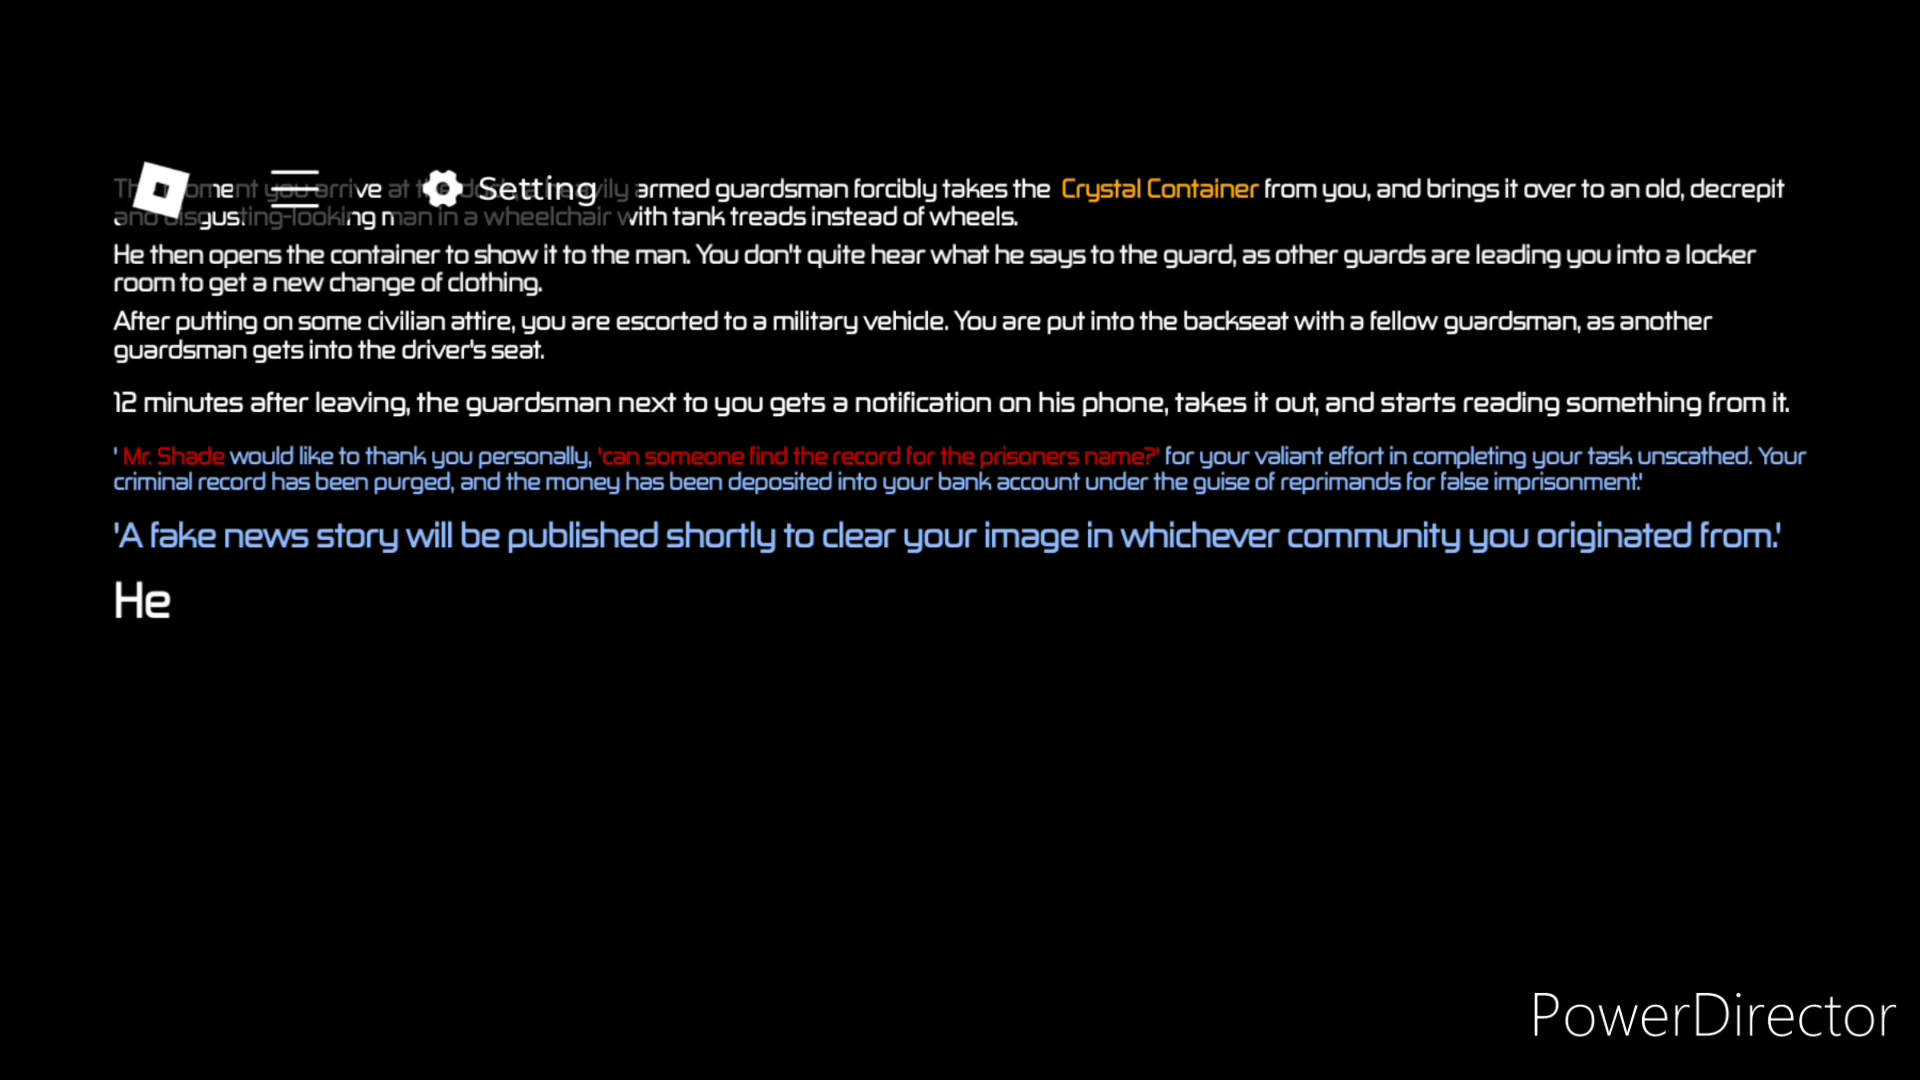 The moment you arrive at the dock, a heavily armed guardsman forcibly takes the Crystal Container from you, and brings it over to an old, decrepit
and disgusting-looking man in a wheelchair with tank treads instead of wheels.
Setting
He then opens the container to show it to the man. You don't quite hear what he says to the guard, as other guards are leading you into a locker
room to get a new change of clothing.
After putting on some civilian attire, you are escorted to a military vehicle. You are put into the backseat with a fellow guardsman, as another
guardsman gets into the driver's seat.
12 minutes after leaving, the guardsman next to you gets a notification on his phone, takes it out, and starts reading something from it.
' Mr. Shade would like to thank you personally, 'can someone find the record for the prisoners name?' for your valiant effort in completing your task unscathed. Your
criminal record has been purged, and the money has been deposited into your bank account under the guise of reprimands for false imprisonment.'
'A fake news story will be published shortly to clear your image in whichever community you originated from.'
He
PowerDirector